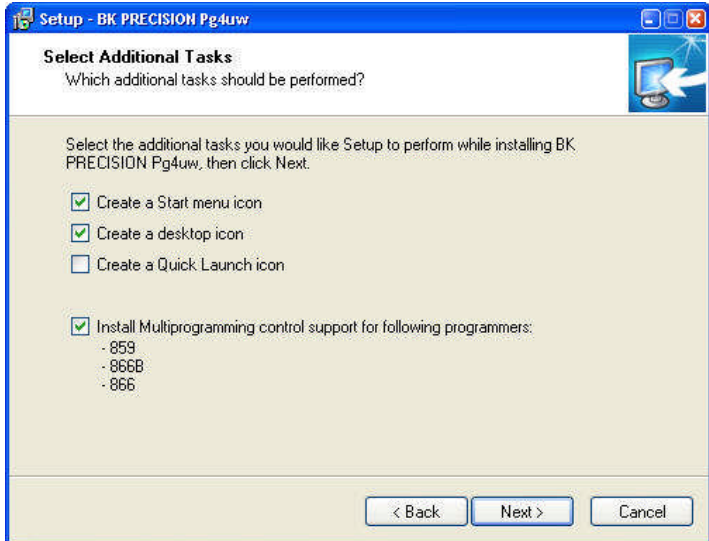 Setup - BK PRECISION Pg4uw
Select Additional Tasks
Which additional tasks should be performed?
Select the additional tasks you would like Setup to perform while installing BK
PRECISION Pg4uw, then click Next.
Create a Start menu icon
Create a desktop icon
Create a Quick Launch icon
Install Multiprogramming control support for following programmers:
- 859
- 866B
- 866
< Back
Next >
Cancel